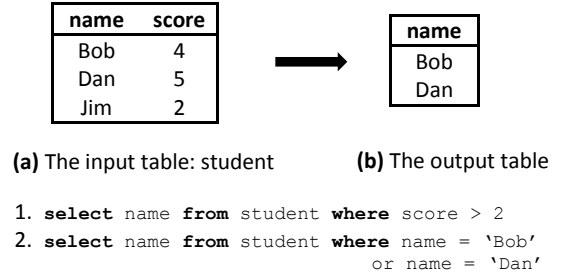 name score
Bob 4
Dan 5
Jim 2
name
Bob
Dan
(a) The input table: student
(b) The output table
1. select name from student where score > 2
2. select name from student where name = ‘Bob’
or name = ‘Dan’